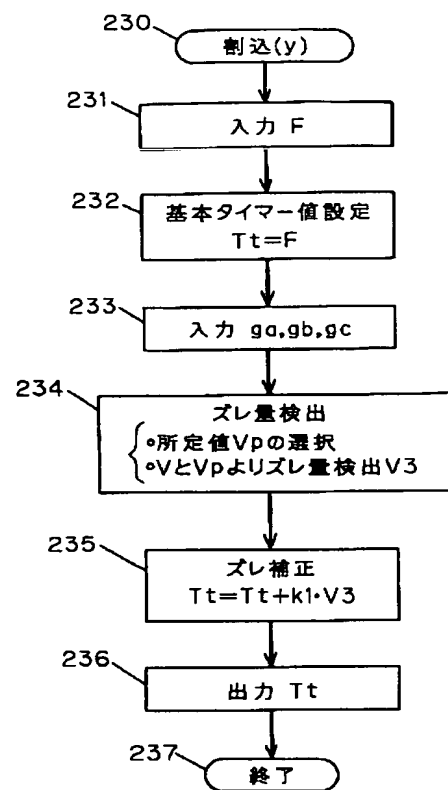 230
割込(y)
231
入力 F
232
基本タイマー値設定
Tt=F
233
入力 ga,gb,gc
234
ズレ量検出
∘所定値Vpの選択
∘VとVpよりズレ量検出V3
235
ズレ補正
Tt=Tt+k1·V3
236
出力 Tt
237
終了